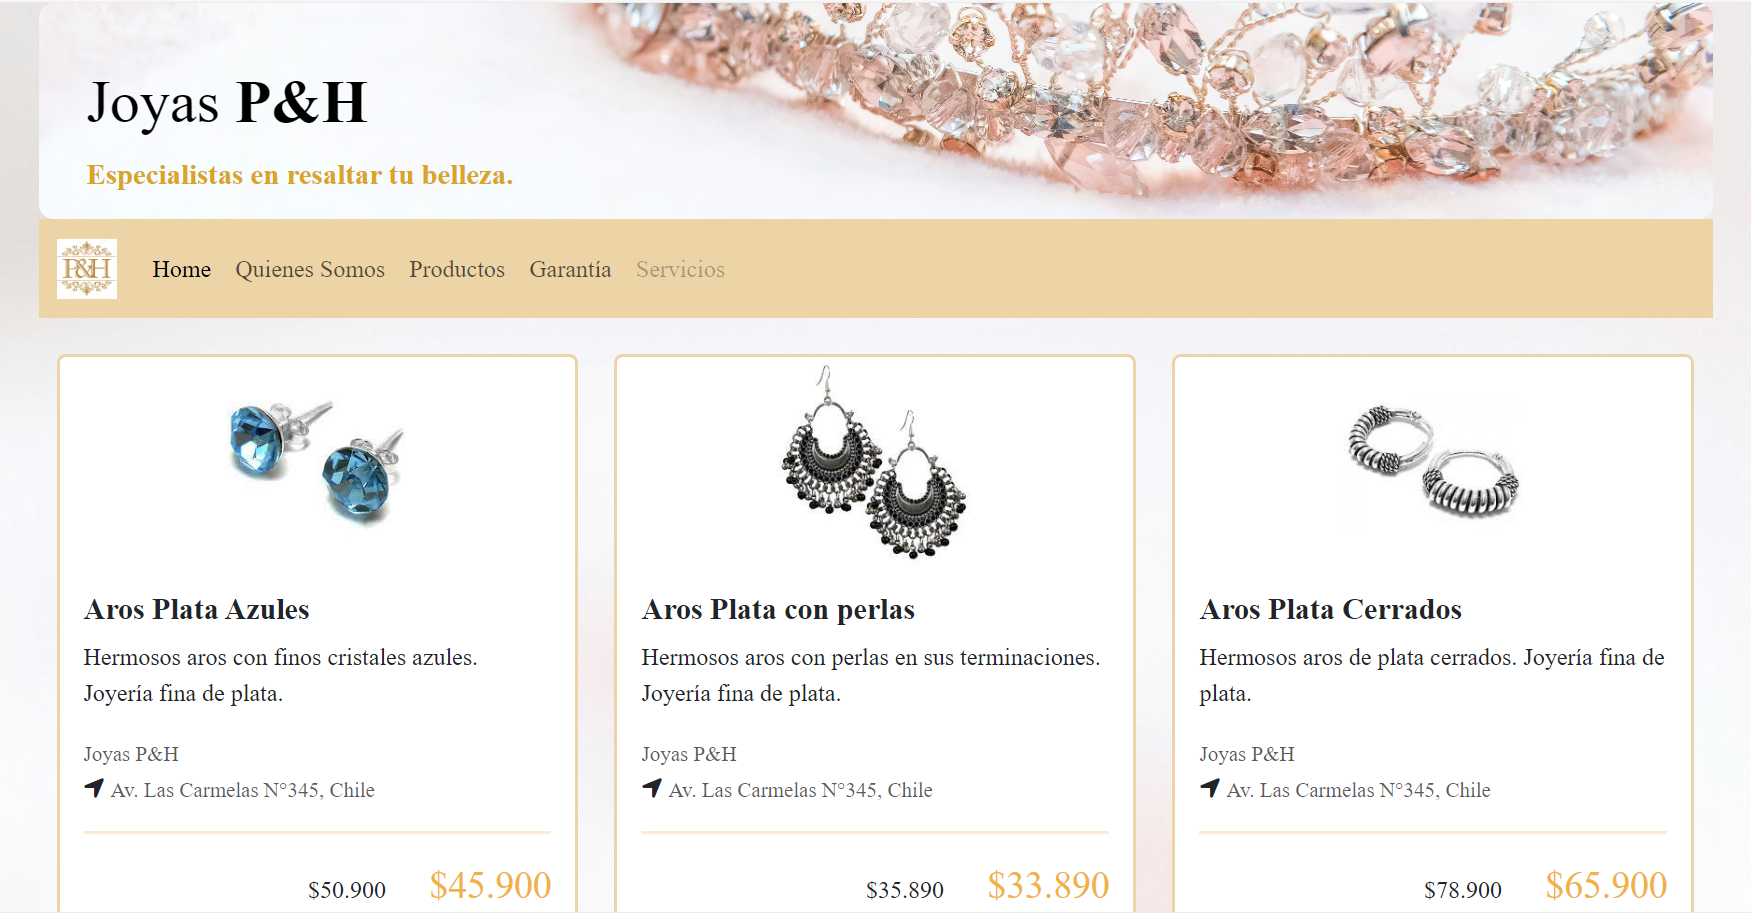 Joyas P&H
Especialistas en resaltar tu belleza.
P&H
Home Quienes Somos Productos Garantía Servicios
Aros Plata Azules
Hermosos aros con finos cristales azules.
Joyería fina de plata.
Joyas P&H
Av. Las Carmelas N°345, Chile
$50.900 $45.900
Aros Plata con perlas
Hermosos aros con perlas en sus terminaciones.
Joyería fina de plata.
Joyas P&H
Av. Las Carmelas N°345, Chile
$35.890 $33.890
Aros Plata Cerrados
Hermosos aros de plata cerrados. Joyería fina de
plata.
Joyas P&H
Av. Las Carmelas N°345, Chile
$78.900 $65.900